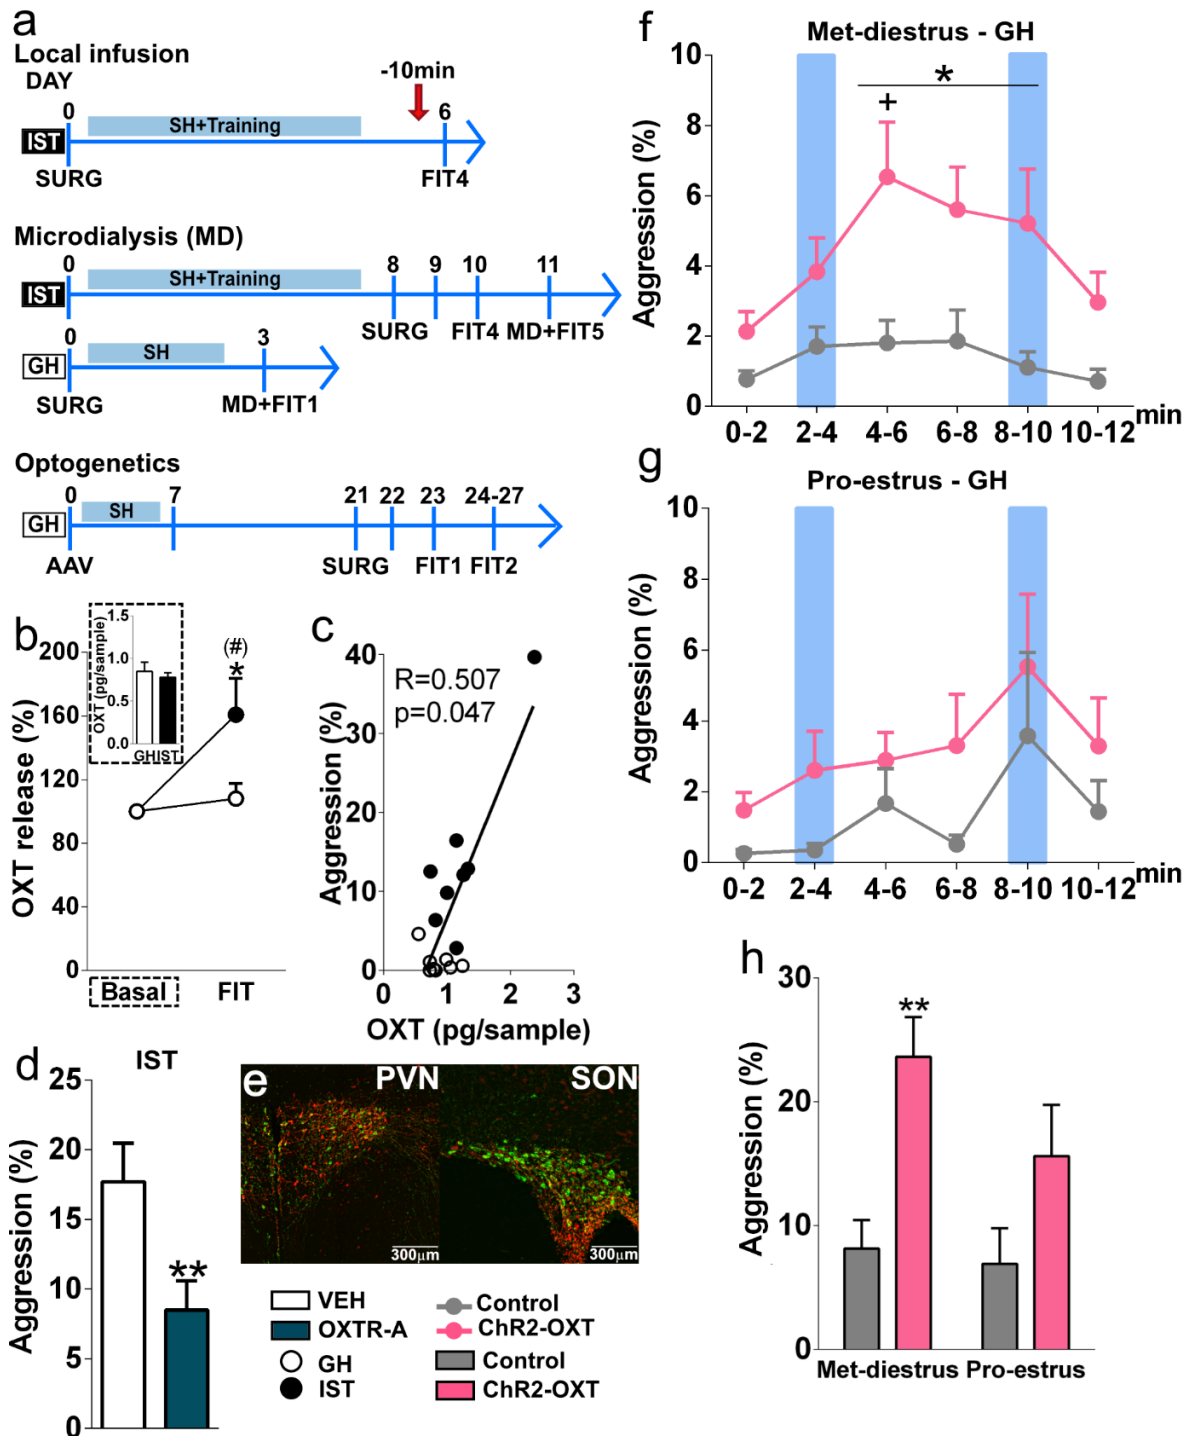 a
Local infusion
DAY
-10min
0
6
SH+Training
IST
SURG
FIT4
Microdialysis (MD)
0
8
9
10
11
SH+Training
IST
SURG
FIT4
MD+FIT5
0
3
SH
GH
SURG
MD+FIT1
Optogenetics
0
7
21
22
23
24-27
SH
GH
AAV
SURG
FIT1
FIT2
b
200
160
120
80
40
0
OXT release (%)
1.5
1.0
0.5
0.0
OXT (pg/sample)
GH
IST
(#)
*
Basal
FIT
c
40
30
20
10
0
Aggression (%)
R=0.507
p=0.047
0
1
2
3
OXT (pg/sample)
d
IST
25
20
15
10
5
0
Aggression (%)
**
e
PVN
SON
300µm
300µm
VEH
OXTR-A
GH
IST
Control
ChR2-OXT
Control
ChR2-OXT
f
Met-diestrus - GH
10
8
6
4
2
0
Aggression (%)
*
+
0-2
2-4
4-6
6-8
8-10
10-12
min
g
Pro-estrus - GH
10
8
6
4
2
0
Aggression (%)
0-2
2-4
4-6
6-8
8-10
10-12
min
h
30
20
10
0
Aggression (%)
**
Met-diestrus
Pro-estrus